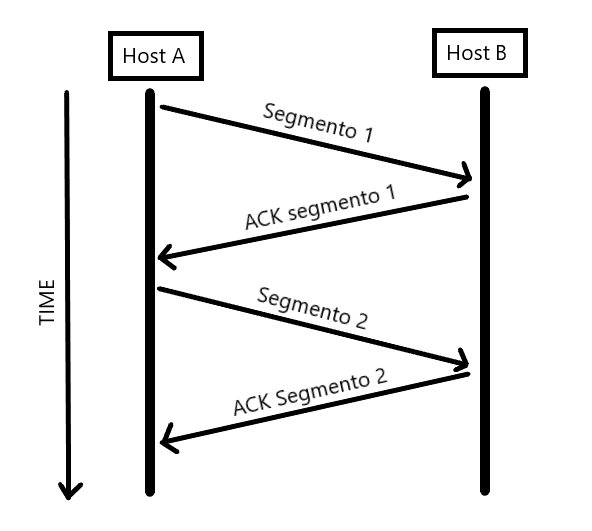 Host A
Host B
Segmento 1
ACK segmento 1
Segmento 2
ACK Segmento 2
TIME